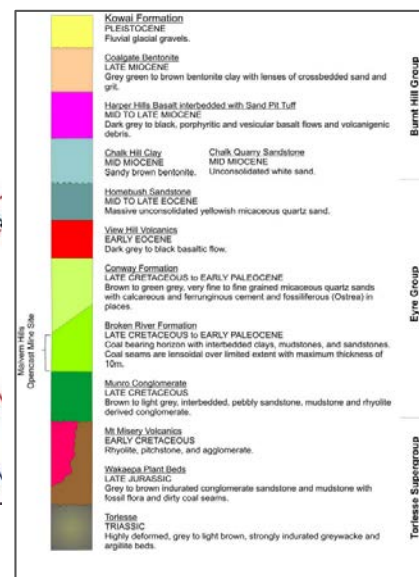 Kowai Formation
PLEISTOCENE
Fluvial glacial gravels.
Coalgate Bentonite
LATE MIOCENE
Grey green to brown bentonite clay with lenses of crossbedded sand and
grit.
Harper Hills Basalt interbedded with Sand Pit Tuff
MID TO LATE MIOCENE
Dark grey to black, porphyritic and vesicular basalt flows and volcanigenic
debris.
Chalk Hill Clay
MID MIOCENE
Sandy brown bentonite.
Chalk Quarry Sandstone
MID MIOCENE
Unconsolidated white sand.
Homebush Sandstone
MID TO LATE EOCENE
Massive unconsolidated yellowish micaceous quartz sand.
View Hill Volcanics
EARLY EOCENE
Dark grey to black basaltic flow.
Conway Formation
LATE CRETACEOUS to EARLY PALEOCENE
Brown to green grey, very fine to fine grained micaceous quartz sands
with calcareous and ferrunginous cement and fossiliferous (Ostrea) in
places.
Broken River Formation
LATE CRETACEOUS to EARLY PALEOCENE
Coal bearing horizon with interbedded clays, mudstones, and sandstones.
Coal seams are lensoidal over limited extent with maximum thickness of
10m.
Munro Conglomerate
LATE CRETACEOUS
Brown to light grey, interbedded, pebbly sandstone, mudstone and rhyolite
derived conglomerate.
Mt Misery Volcanics
EARLY CRETACEOUS
Rhyolite, pitchstone, and agglomerate.
Wakaepa Plant Beds
LATE JURASSIC
Grey to brown indurated conglomerate sandstone and mudstone with
fossil flora and dirty coal seams.
Torlesse
TRIASSIC
Highly deformed, grey to light brown, strongly indurated greywacke and
argillite beds.
Malvern Hills
Opencast Mine Site
Burnt Hill Group
Eyre Group
Torlesse Supergroup